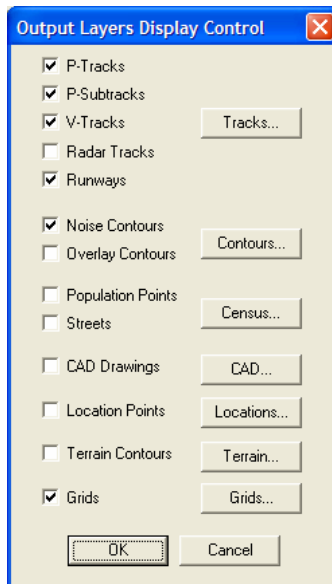 Output Layers Display Control
P-Tracks
P-Subtracks
V-Tracks
Tracks...
Radar Tracks
Runways
Noise Contours
Contours...
Overlay Contours
Population Points
Census...
Streets
CAD Drawings
CAD...
Location Points
Locations...
Terrain Contours
Terrain...
Grids
Grids...
OK
Cancel